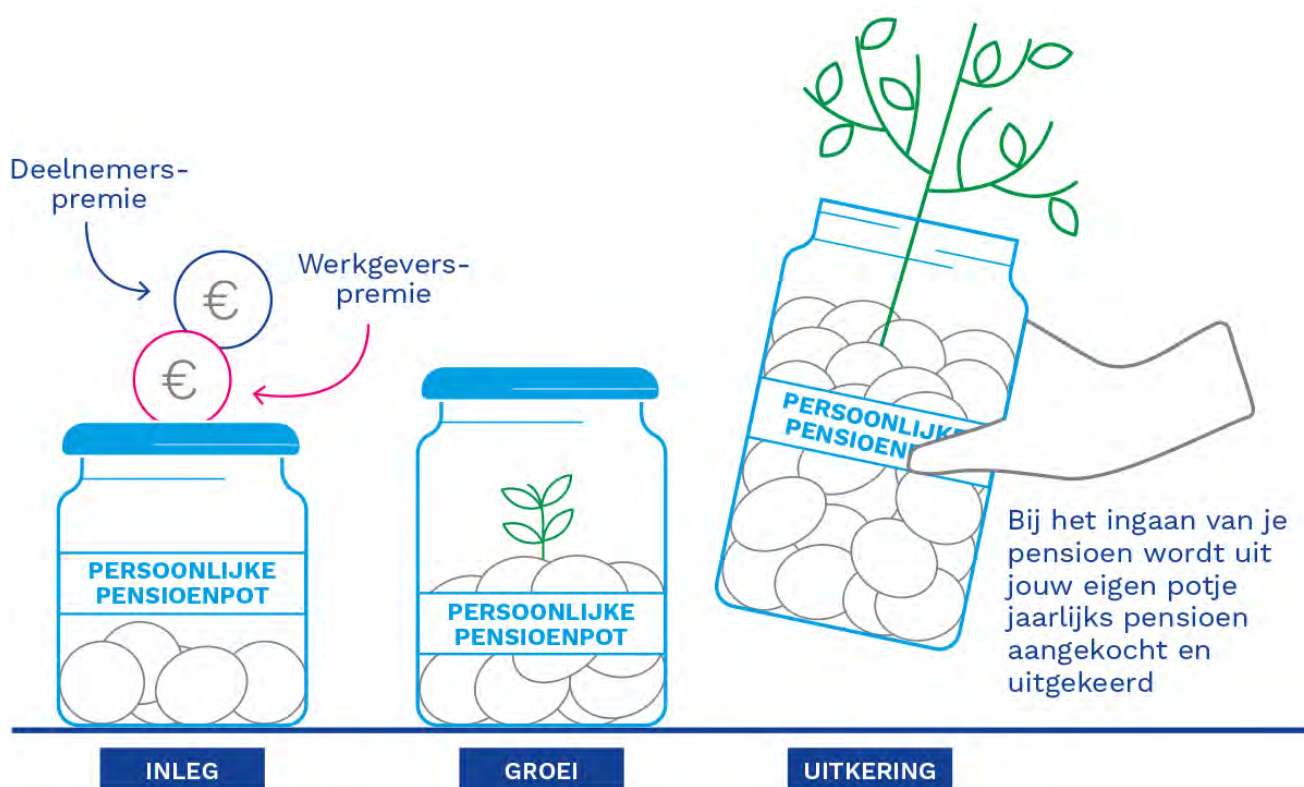 Deelnemers-
premie
Werkgevers-
premie
€
€
PERSOONLIJKE
PENSIOENPOT
PERSOONLIJKE
PENSIOENPOT
PERSOONLIJKE
Bij het ingaan van je
pensioen wordt uit
jouw eigen potje
jaarlijks pensioen
aangekocht en
uitgekeerd
INLEG
GROEI
UITKERING